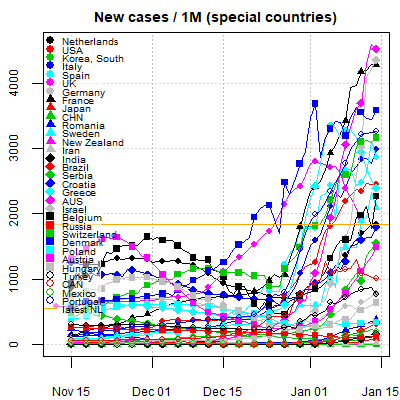 New cases / 1M (special countries)
Netherlands
USA
Korea, South
Italy
Spain
UK
Germany
France
Japan
CHN
Romania
Sweden
New Zealand
Iran
India
Brazil
Serbia
Croatia
Greece
AUS
Israel
Belgium
Russia
Switzerland
Denmark
Poland
Austria
Hungary
Turkey
CAN
Mexico
Portugal
latest NL
0
1000
2000
3000
4000
Nov 15
Dec 01
Dec 15
Jan 01
Jan 15